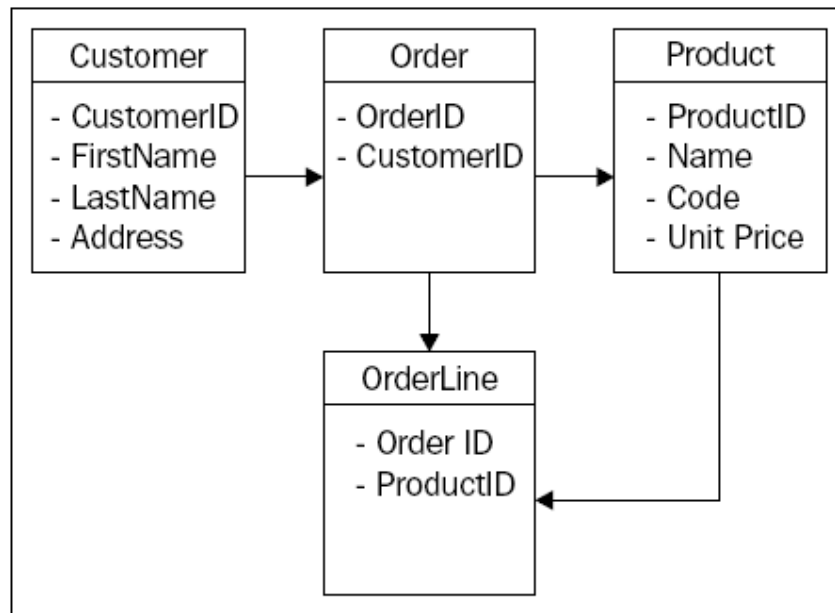 Customer
- CustomerID
- FirstName
- LastName
- Address
Order
- OrderID
- CustomerID
Product
- ProductID
- Name
- Code
- Unit Price
OrderLine
- Order ID
- ProductID